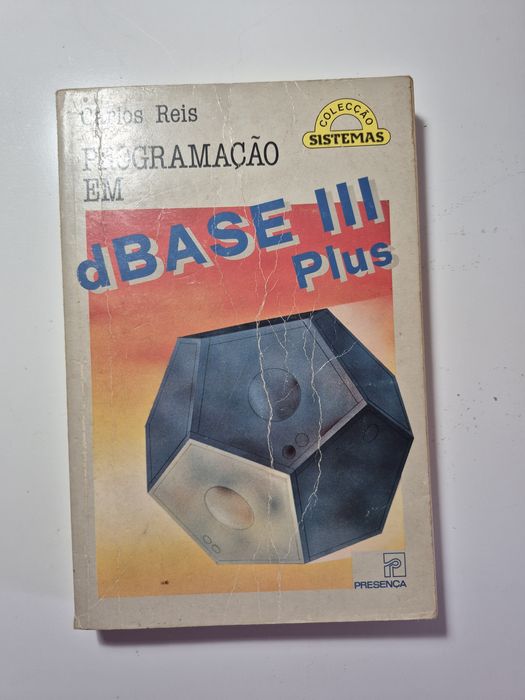 Carlos Reis
COLECÇÃO
SISTEMAS
PROGRAMAÇÃO
EM
dBASE III
Plus
PRESENÇA